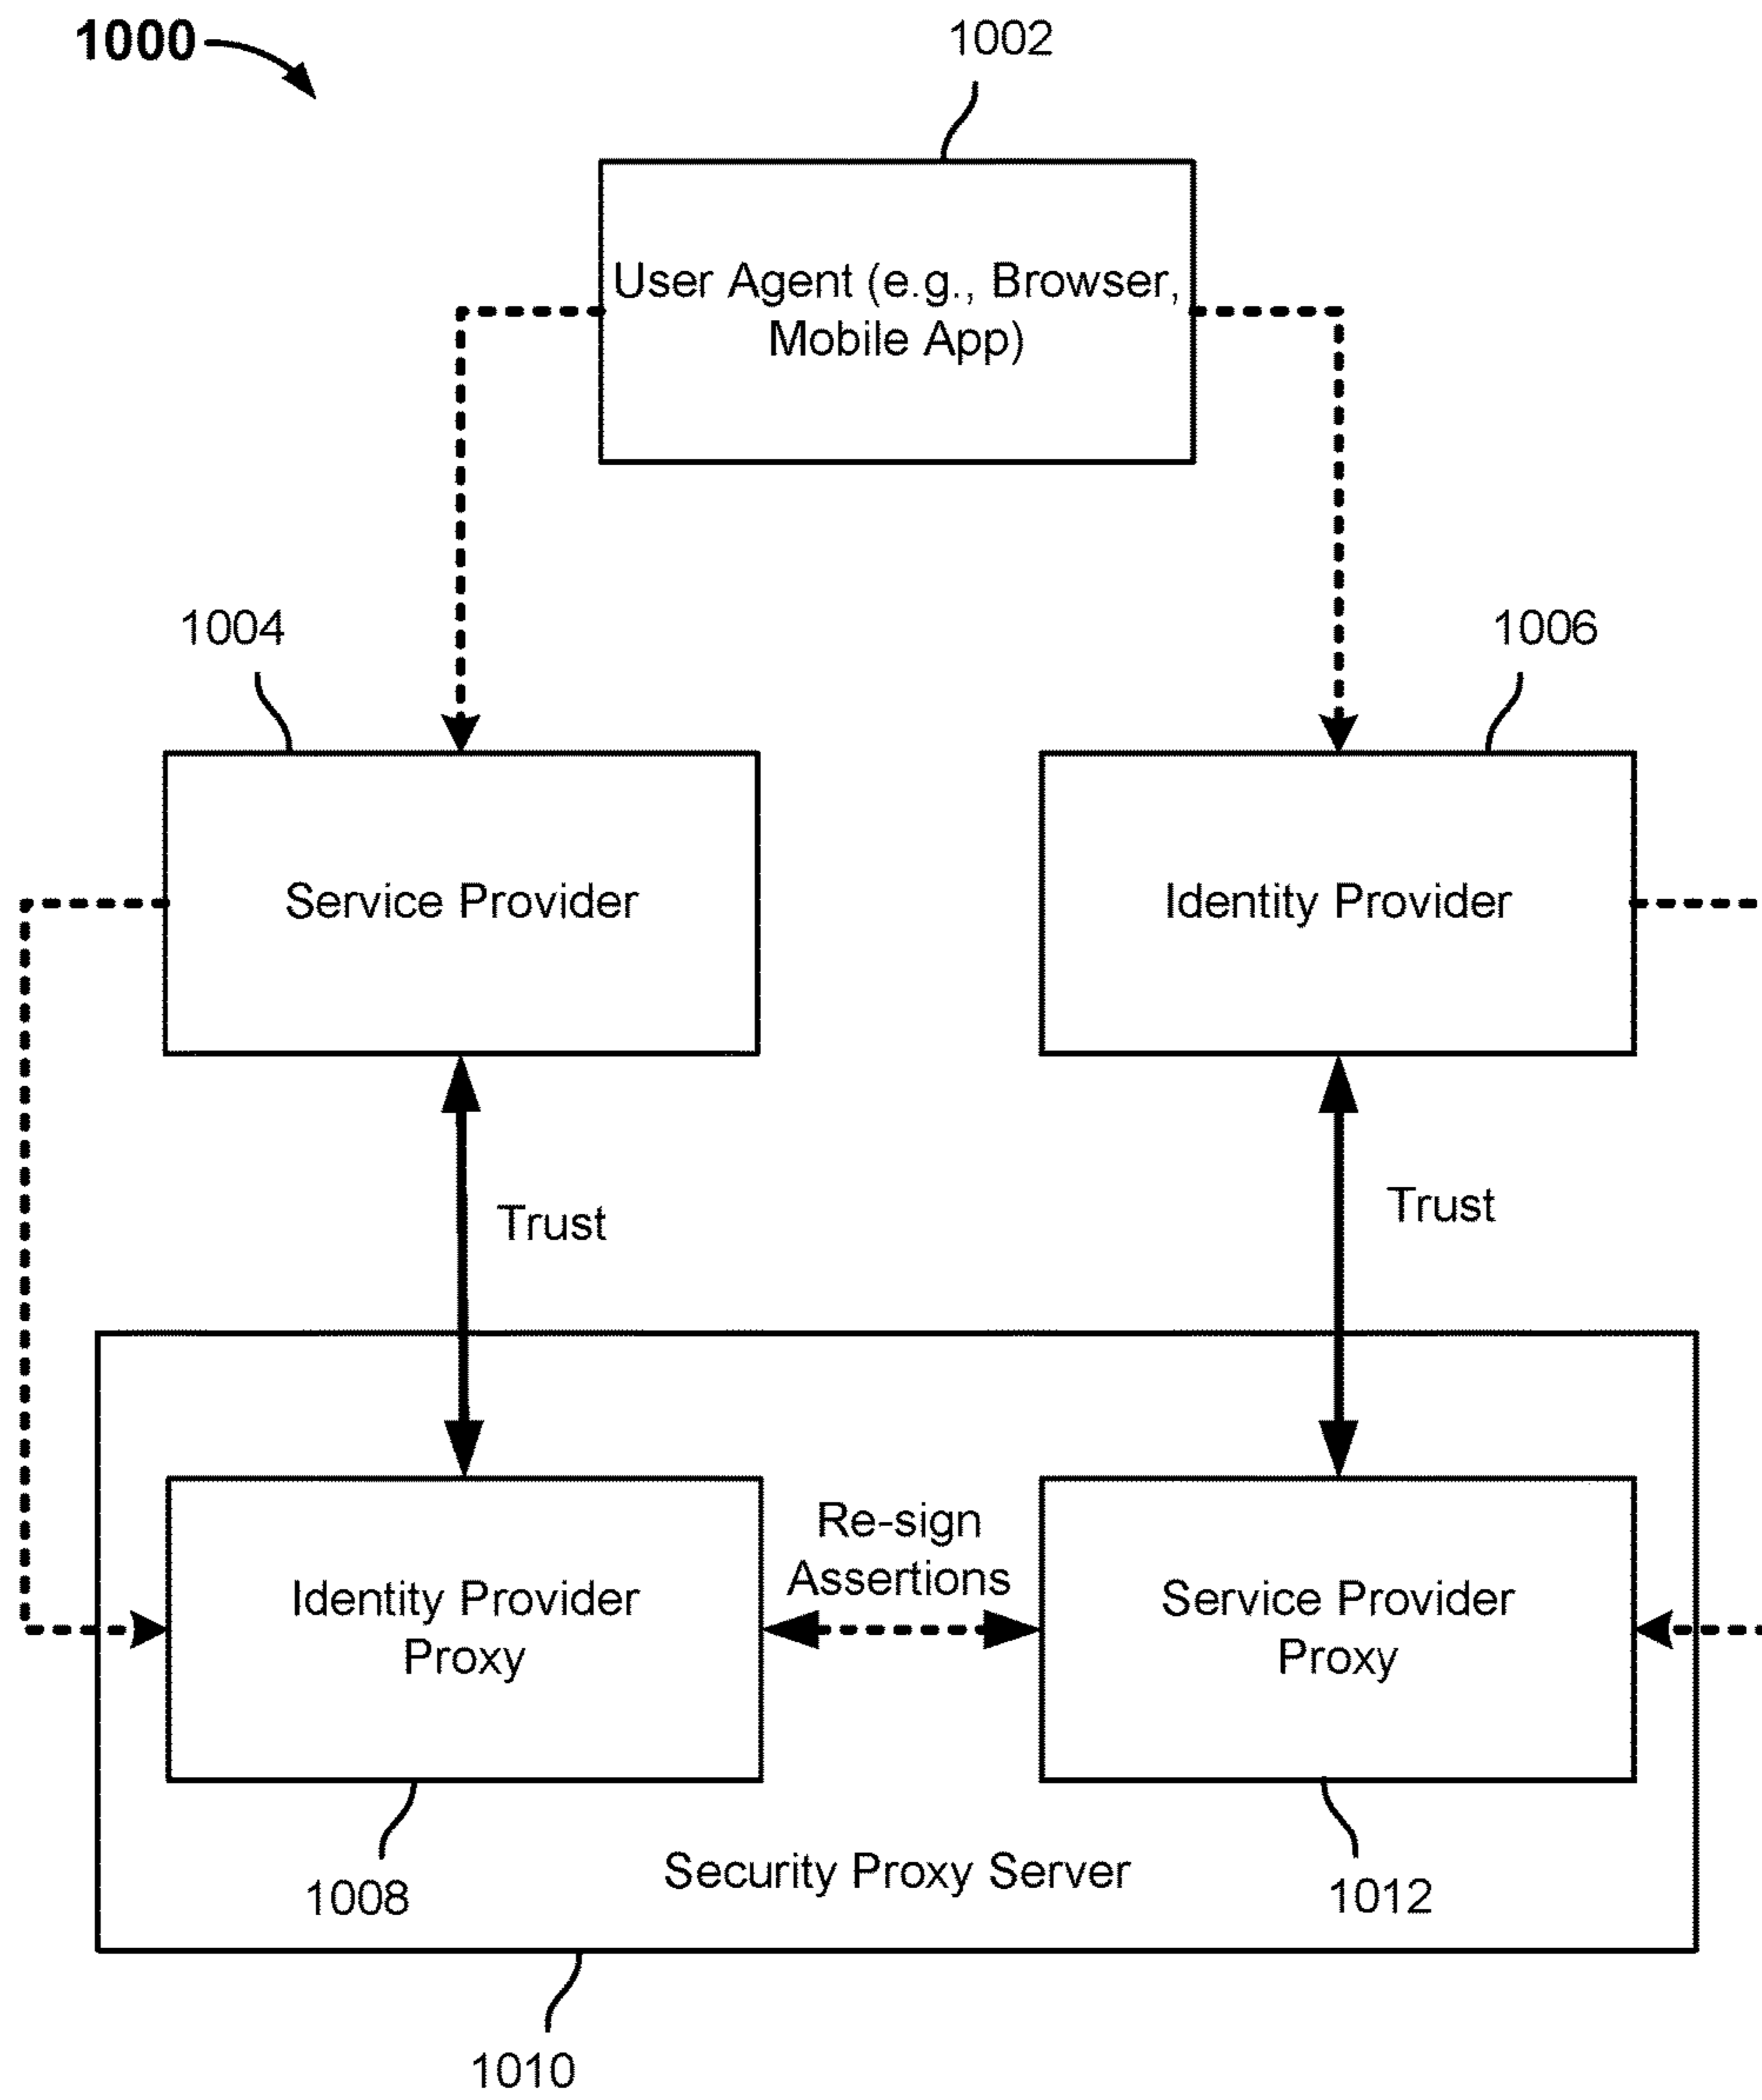 1000
1002
User Agent (e.g., Browser,
Mobile App)
1004
1006
Service Provider
Identity Provider
Trust
Trust
Re-sign
Assertions
Identity Provider
Proxy
Service Provider
Proxy
Security Proxy Server
1008
1012
1010